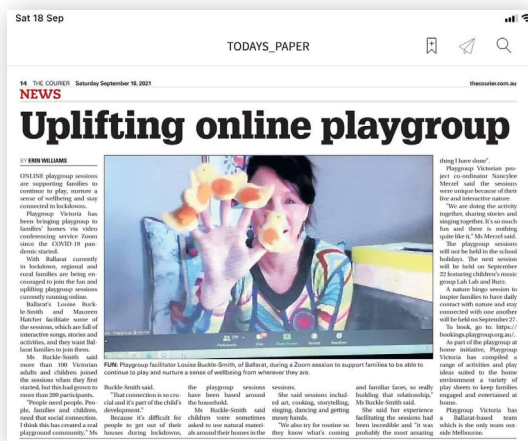 Sat 18 Sep
TODAYS_PAPER
14 THE COURIER Saturday September 18, 2021
thecourier.com.au
NEWS
Uplifting online playgroup
BY ERIN WILLIAMS
ONLINE playgroup sessions
are supporting families to
continue to play, nurture a
sense of wellbeing and stay
connected in lockdowns.
Playgroup Victoria has
been bringing playgroup to
families' homes via video
conferencing service Zoom
since the COVID-19 pan-
demic started.
With Ballarat currently
in lockdown, regional and
rural families are being en-
couraged to join the fun and
uplifting playgroup sessions
currently running online.
Ballarat's Louise Buck-
le-Smith and Maureen
Hatcher facilitate some of
the sessions, which are full of
interactive songs, stories and
activities, and they want Bal-
larat families to join them.
Ms Buckle-Smith said
more than 100 Victorian
adults and children joined
the sessions when they first
started, but this had grown to
more than 200 participants.
"People need people. Peo-
ple, families and children,
need that social connection.
I think this has created a real
playground community," Ms
FUN: Playgroup facilitator Louise Buckle-Smith, of Ballarat, during a Zoom session to support families to be able to
continue to play and nurture a sense of wellbeing from wherever they are.
Buckle-Smith said.
"That connection is so cru-
cial and it's part of the child's
development."
Because it's difficult for
people to get out of their
houses during lockdowns,
the playgroup sessions
have been based around
the household.
Ms Buckle-Smith said
children were sometimes
asked to use natural materi-
als around their homes in the
sessions.
She said sessions includ-
ed art, cooking, storytelling,
singing, dancing and getting
messy hands.
"We also try for routine so
they know what's coming
and familiar faces, so really
building that relationship,"
Ms Buckle-Smith said.
She said her experience
facilitating the sessions had
been incredible and "it was
probably the most amazing
thing I have done".
Playgroup Victorian pro-
ject co-ordinator Nancylee
Merzel said the sessions
were unique because of their
live and interactive nature.
"We are doing the activity
together, sharing stories and
singing together. It's so much
fun and there is nothing
quite like it," Ms Merzel said.
The playgroup sessions
will not be held in the school
holidays. The next session
will be held on September
22 featuring children's music
group Lah Lah and Buzz.
A nature bingo session to
inspire families to have daily
contact with nature and stay
connected with one another
will be held on September 27.
To book, go to: https://
bookings.playgroup.org.au/.
As part of the playgroup at
home initiative, Playgroup
Victoria has compiled a
range of activities and play
ideas suited to the home
environment a variety of
play sheets to keep families
engaged and entertained at
home.
Playgroup Victoria has
a Ballarat-based team
which is the only team out-
side Melbourne.